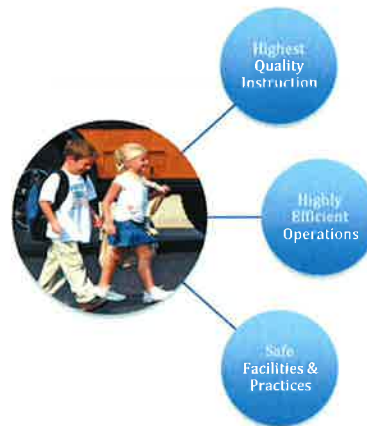 Highest
Quality
Instruction
Highly
Efficient
Operations
Safe
Facilities &
Practices